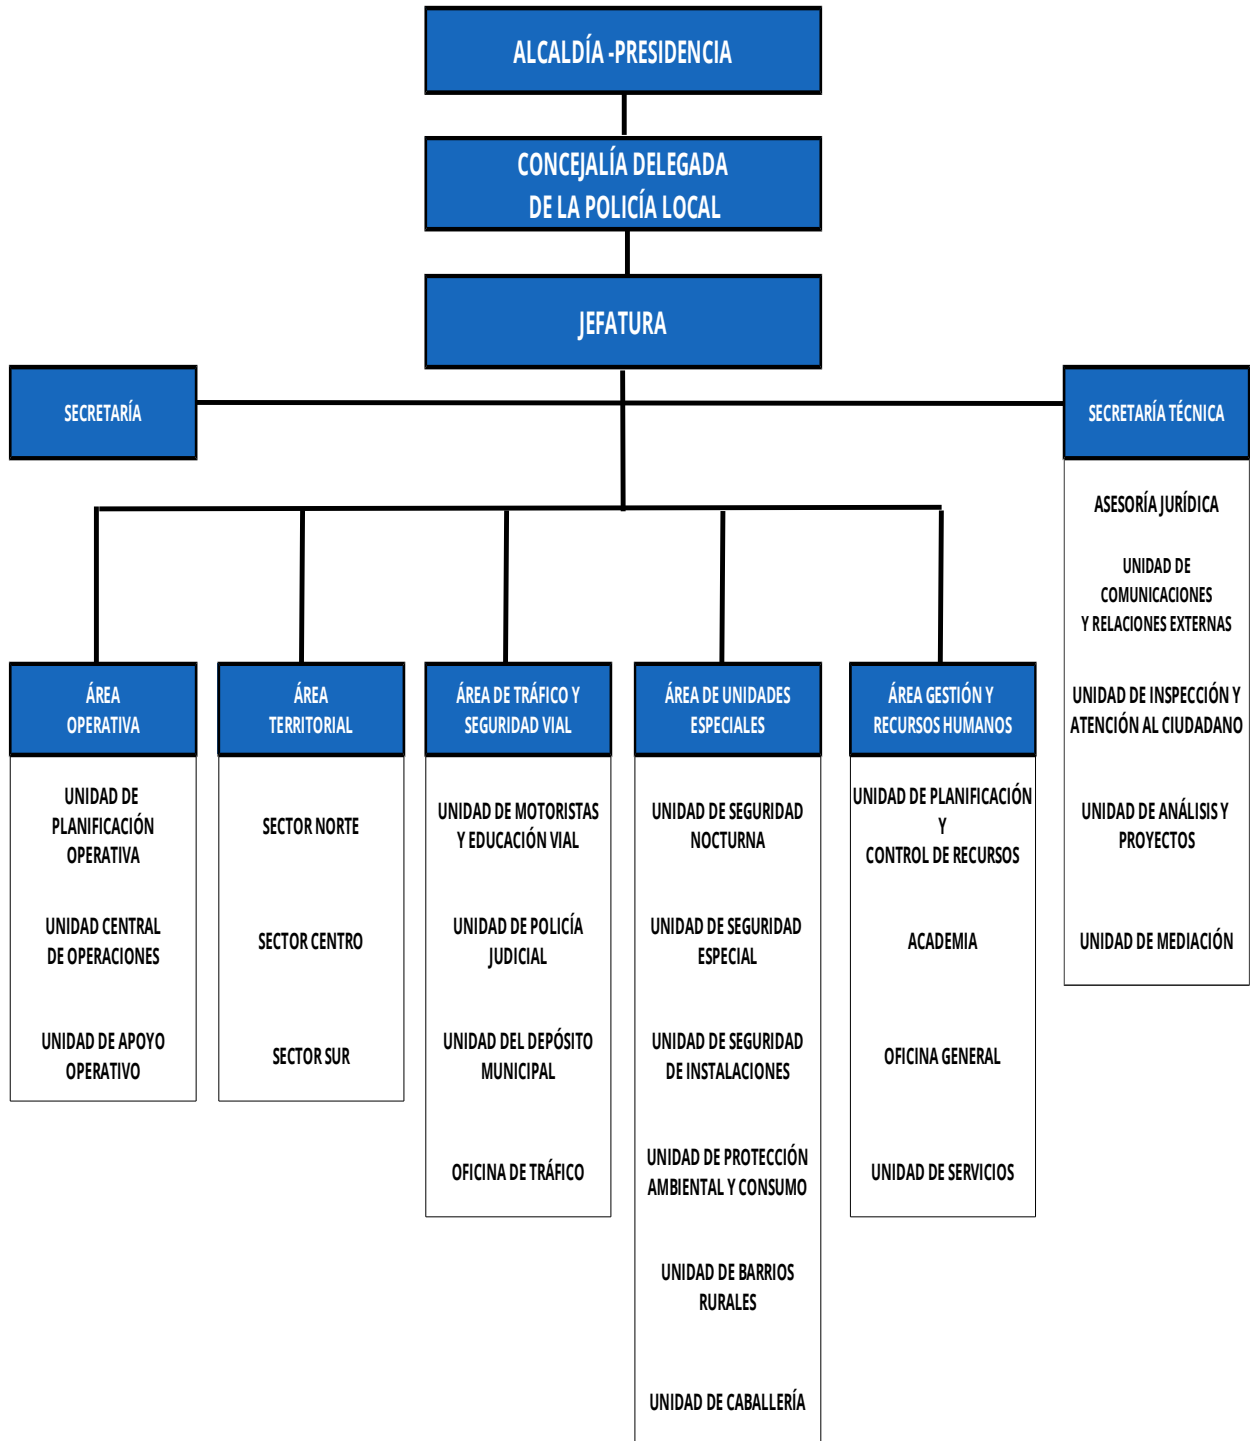 ALCALDÍA -PRESIDENCIA
CONCEJALÍA DELEGADA
DE LA POLICÍA LOCAL
JEFATURA
SECRETARÍA
SECRETARÍA TÉCNICA
ASESORÍA JURÍDICA
UNIDAD DE
COMUNICACIONES
Y RELACIONES EXTERNAS
UNIDAD DE INSPECCIÓN Y
ATENCIÓN AL CIUDADANO
UNIDAD DE ANÁLISIS Y
PROYECTOS
UNIDAD DE MEDIACIÓN
ÁREA
OPERATIVA
UNIDAD DE
PLANIFICACIÓN
OPERATIVA
UNIDAD CENTRAL
DE OPERACIONES
UNIDAD DE APOYO
OPERATIVO
ÁREA
TERRITORIAL
SECTOR NORTE
SECTOR CENTRO
SECTOR SUR
ÁREA DE TRÁFICO Y
SEGURIDAD VIAL
UNIDAD DE MOTORISTAS
Y EDUCACIÓN VIAL
UNIDAD DE POLICÍA
JUDICIAL
UNIDAD DEL DEPÓSITO
MUNICIPAL
OFICINA DE TRÁFICO
ÁREA DE UNIDADES
ESPECIALES
UNIDAD DE SEGURIDAD
NOCTURNA
UNIDAD DE SEGURIDAD
ESPECIAL
UNIDAD DE SEGURIDAD
DE INSTALACIONES
UNIDAD DE PROTECCIÓN
AMBIENTAL Y CONSUMO
UNIDAD DE BARRIOS
RURALES
UNIDAD DE CABALLERÍA
ÁREA GESTIÓN Y
RECURSOS HUMANOS
UNIDAD DE PLANIFICACIÓN
Y
CONTROL DE RECURSOS
ACADEMIA
OFICINA GENERAL
UNIDAD DE SERVICIOS